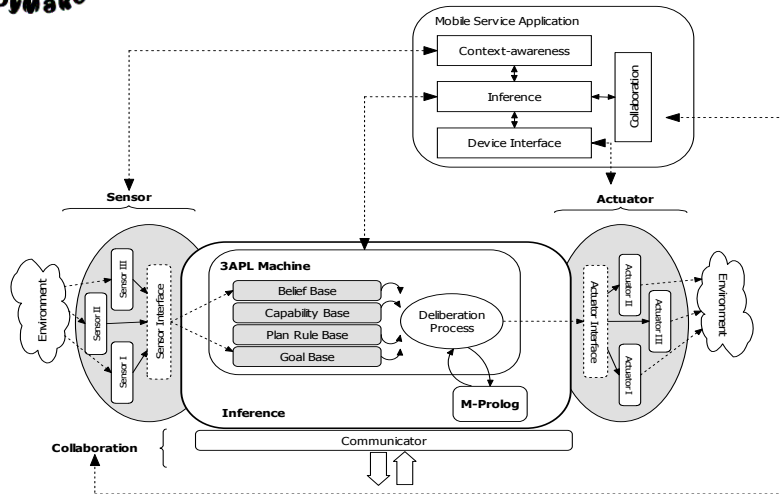 Mobile Service Application
Context-awareness
Inference
Device Interface
Collaboration
Sensor
Actuator
Environment
Sensor III
Sensor II
Sensor I
Sensor Interface
3APL Machine
Belief Base
Capability Base
Plan Rule Base
Goal Base
Deliberation
Process
M-Prolog
Inference
Actuator Interface
Actuator II
Actuator III
Actuator I
Environment
Collaboration
Communicator